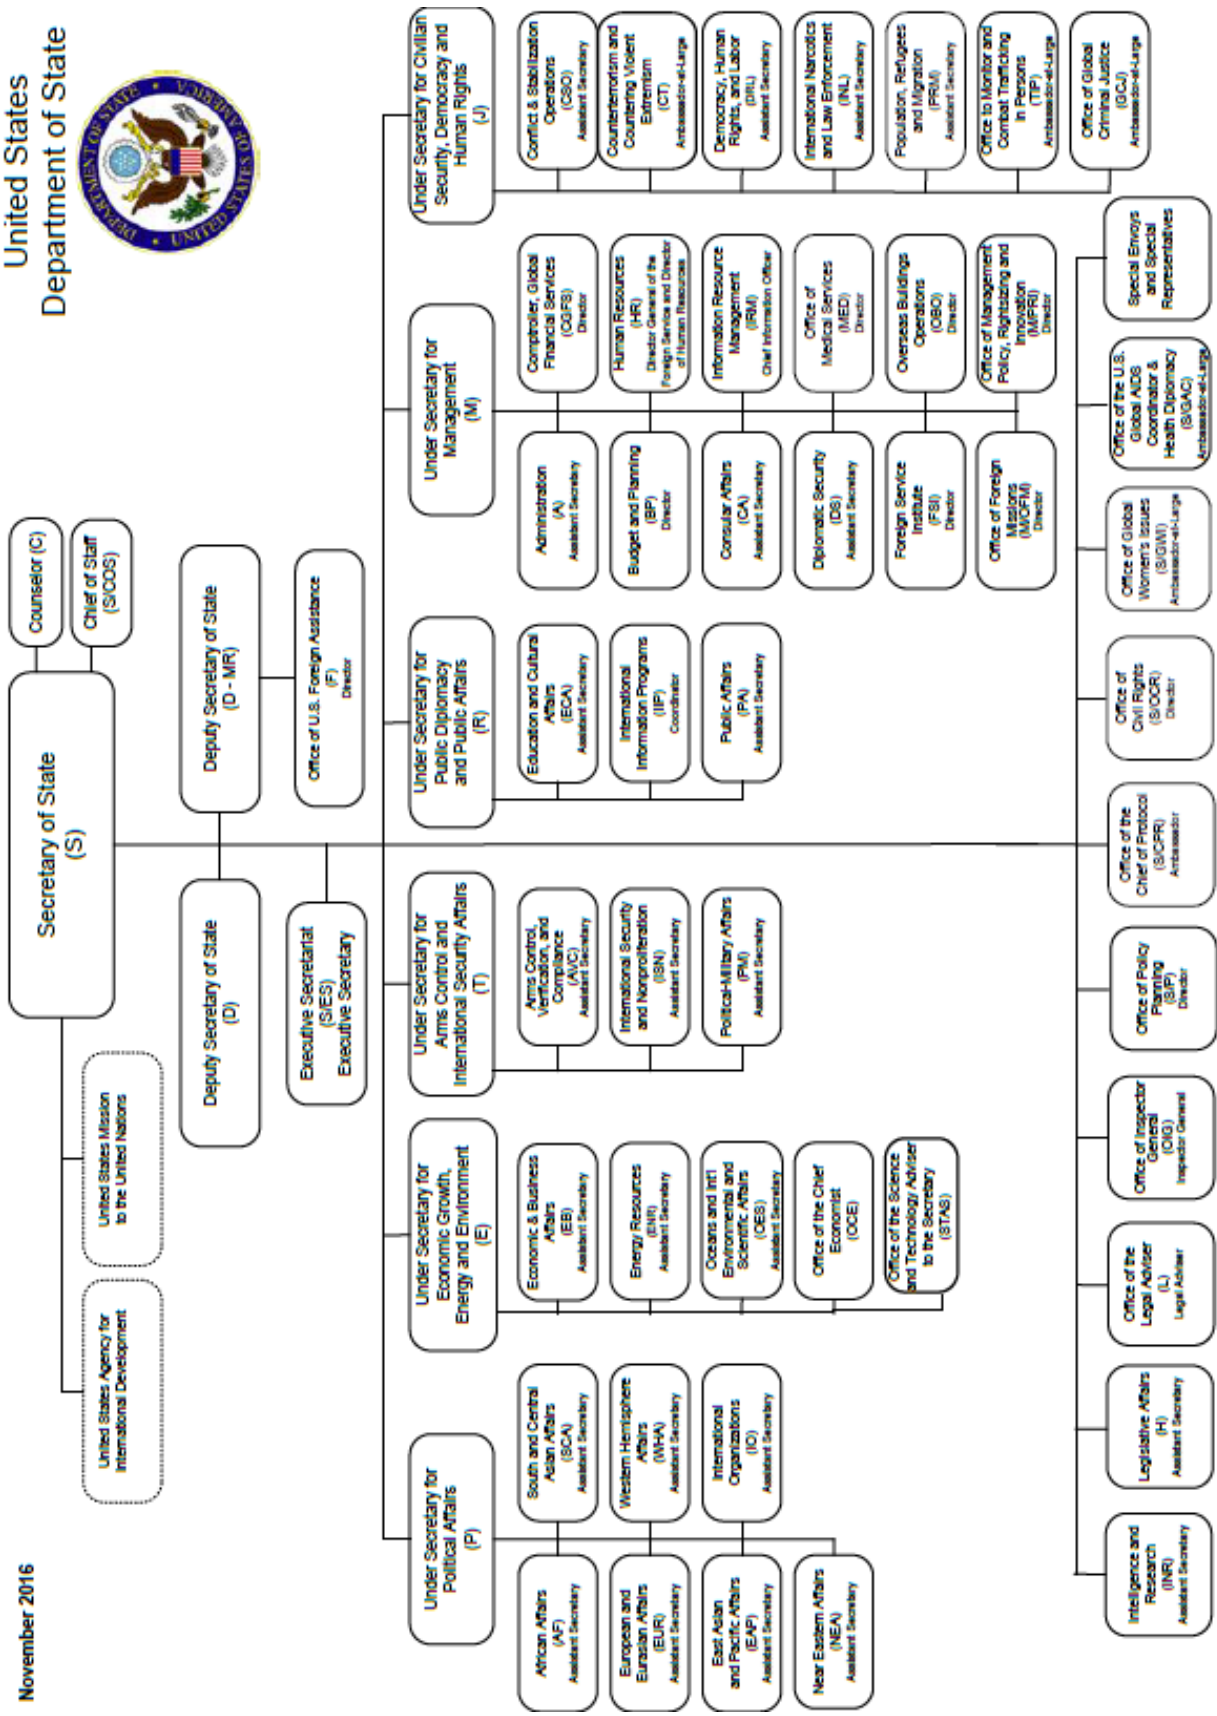 November 2016
United States
Department of State
DEPARTMENT OF STATE
UNITED STATES OF AMERICA
Secretary of State
(S)
Counselor (C)
Chief of Staff
(S/COS)
United States Agency for
International Development
United States Mission
to the United Nations
Deputy Secretary of State
(D)
Deputy Secretary of State
(D - MR)
Executive Secretariat
(S/ES)
Executive Secretary
Office of U.S. Foreign Assistance
(F)
Director
Under Secretary for
Political Affairs
(P)
Under Secretary for
Economic Growth,
Energy and Environment
(E)
Under Secretary for
Arms Control and
International Security Affairs
(T)
Under Secretary for
Public Diplomacy
and Public Affairs
(R)
Under Secretary for
Management
(M)
Under Secretary for Civilian
Security, Democracy and
Human Rights
(J)
African Affairs
(AF)
Assistant Secretary
South and Central
Asian Affairs
(SCA)
Assistant Secretary
European and
Eurasian Affairs
(EUR)
Assistant Secretary
Western Hemisphere
Affairs
(WHA)
Assistant Secretary
East Asian
and Pacific Affairs
(EAP)
Assistant Secretary
International
Organizations
(IO)
Assistant Secretary
Near Eastern Affairs
(NEA)
Assistant Secretary
Economic & Business
Affairs
(EB)
Assistant Secretary
Energy Resources
(ENR)
Assistant Secretary
Oceans and Int'l
Environmental and
Scientific Affairs
(OES)
Assistant Secretary
Office of the Chief
Economist
(OCE)
Office of the Science
and Technology Adviser
to the Secretary
(STAS)
Arms Control,
Verification, and
Compliance
(AVC)
Assistant Secretary
International Security
and Nonproliferation
(ISN)
Assistant Secretary
Political-Military Affairs
(PM)
Assistant Secretary
Education and Cultural
Affairs
(ECA)
Assistant Secretary
International
Information Programs
(IIP)
Coordinator
Public Affairs
(PA)
Assistant Secretary
Administration
(A)
Assistant Secretary
Comptroller, Global
Financial Services
(CGFS)
Director
Budget and Planning
(BP)
Director
Human Resources
(HR)
Director General of the
Foreign Service and Director
of Human Resources
Consular Affairs
(CA)
Assistant Secretary
Information Resource
Management
(IRM)
Chief Information Officer
Diplomatic Security
(DS)
Assistant Secretary
Office of
Medical Services
(MED)
Director
Foreign Service
Institute
(FSI)
Director
Overseas Buildings
Operations
(OBO)
Director
Office of Foreign
Missions
(M/OFM)
Director
Office of Management
Policy, Rightsizing and
Innovation
(M/PRI)
Director
Conflict & Stabilization
Operations
(CSO)
Assistant Secretary
Counterterrorism and
Countering Violent
Extremism
(CT)
Ambassador-at-Large
Democracy, Human
Rights, and Labor
(DRL)
Assistant Secretary
International Narcotics
and Law Enforcement
(INL)
Assistant Secretary
Population, Refugees
and Migration
(PRM)
Assistant Secretary
Office to Monitor and
Combat Trafficking
in Persons
(TIP)
Ambassador-at-Large
Office of Global
Criminal Justice
(GCJ)
Ambassador-at-Large
Intelligence and
Research
(INR)
Assistant Secretary
Legislative Affairs
(H)
Assistant Secretary
Office of the
Legal Adviser
(L)
Legal Adviser
Office of Inspector
General
(OIG)
Inspector General
Office of Policy
Planning
(S/P)
Director
Office of the
Chief of Protocol
(S/CPR)
Ambassador
Office of
Civil Rights
(S/OCR)
Director
Office of Global
Women's Issues
(S/GWI)
Ambassador-at-Large
Office of the U.S.
Global AIDS
Coordinator &
Health Diplomacy
(S/GAC)
Ambassador-at-Large
Special Envoys
and Special
Representatives